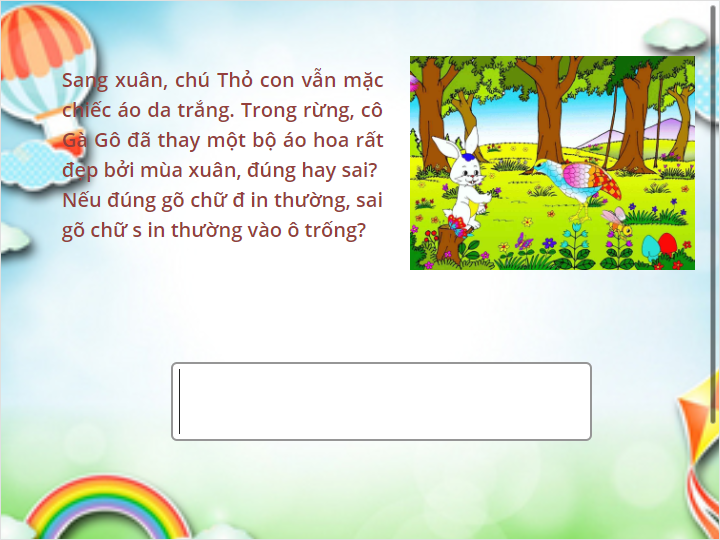 Sang xuân, chú Thỏ con vẫn mặc
chiếc áo da trắng. Trong rừng, cô
Gà Gô đã thay một bộ áo hoa rất
đẹp bởi mùa xuân, đúng hay sai?
Nếu đúng gõ chữ đ in thường, sai
gõ chữ s in thường vào ô trống?